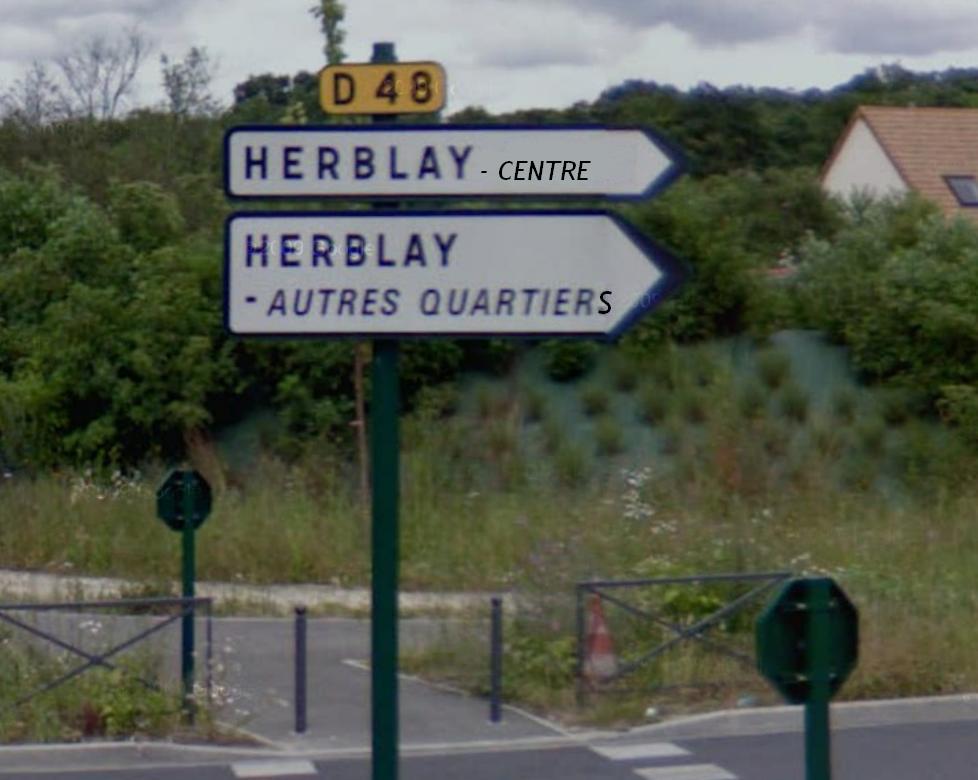 D 48
HERBLAY - CENTRE
HERBLAY
- AUTRES QUARTIERS